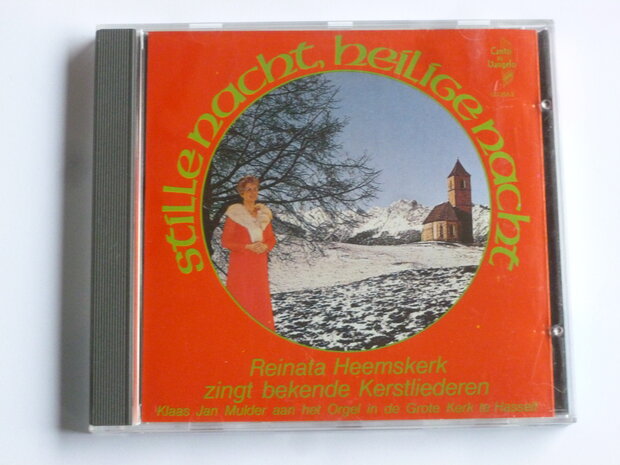 stille nacht, heilige nacht
Reinata Heemskerk
zingt bekende Kerstliederen
Klaas Jan Mulder aan het Orgel in de Grote Kerk te Hasselt